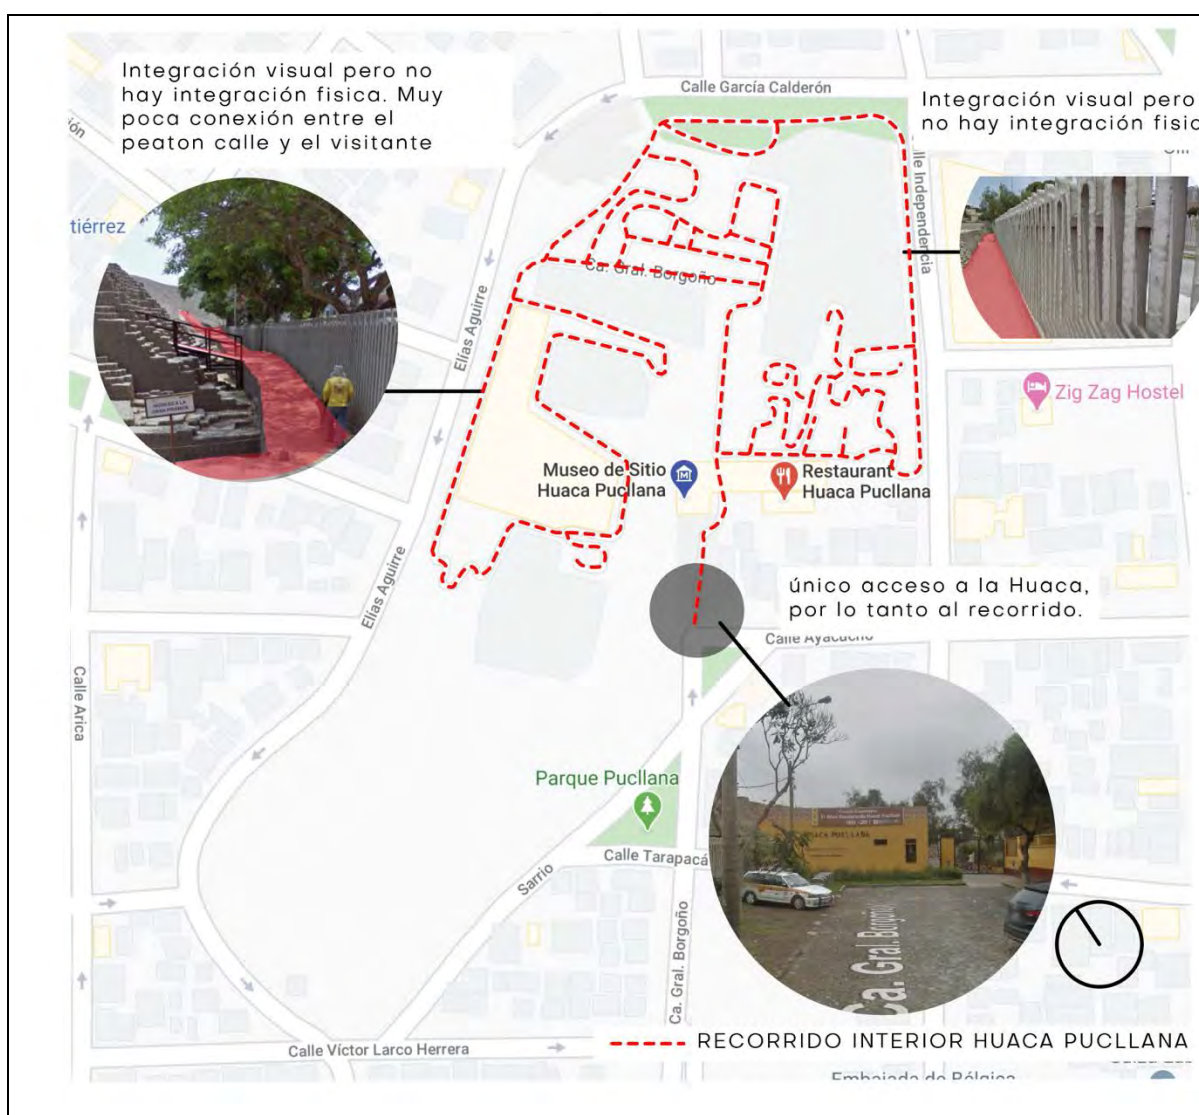 Integración visual pero no
hay integración fisica. Muy
poca conexión entre el
peaton calle y el visitante
Calle García Calderón
Integración visual pero
no hay integración fisic
Calle Independencia
tiérrez
Ca. Gral. Borgoño
Elías Aguirre
Zig Zag Hostel
Museo de Sitio
Huaca Pucllana
Restaurant
Huaca Pucllana
Elías Aguirre
único acceso a la Huaca,
por lo tanto al recorrido.
Calle Ayacucho
Calle Arica
Parque Pucllana
HUACA PUCLLANA
Calle Tarapacá
Sarrio
Ca. Gral. Borgoño
Ca. Gral. Borgoño
RECORRIDO INTERIOR HUACA PUCLLANA
Calle Víctor Larco Herrera
Embajada de Bélgica